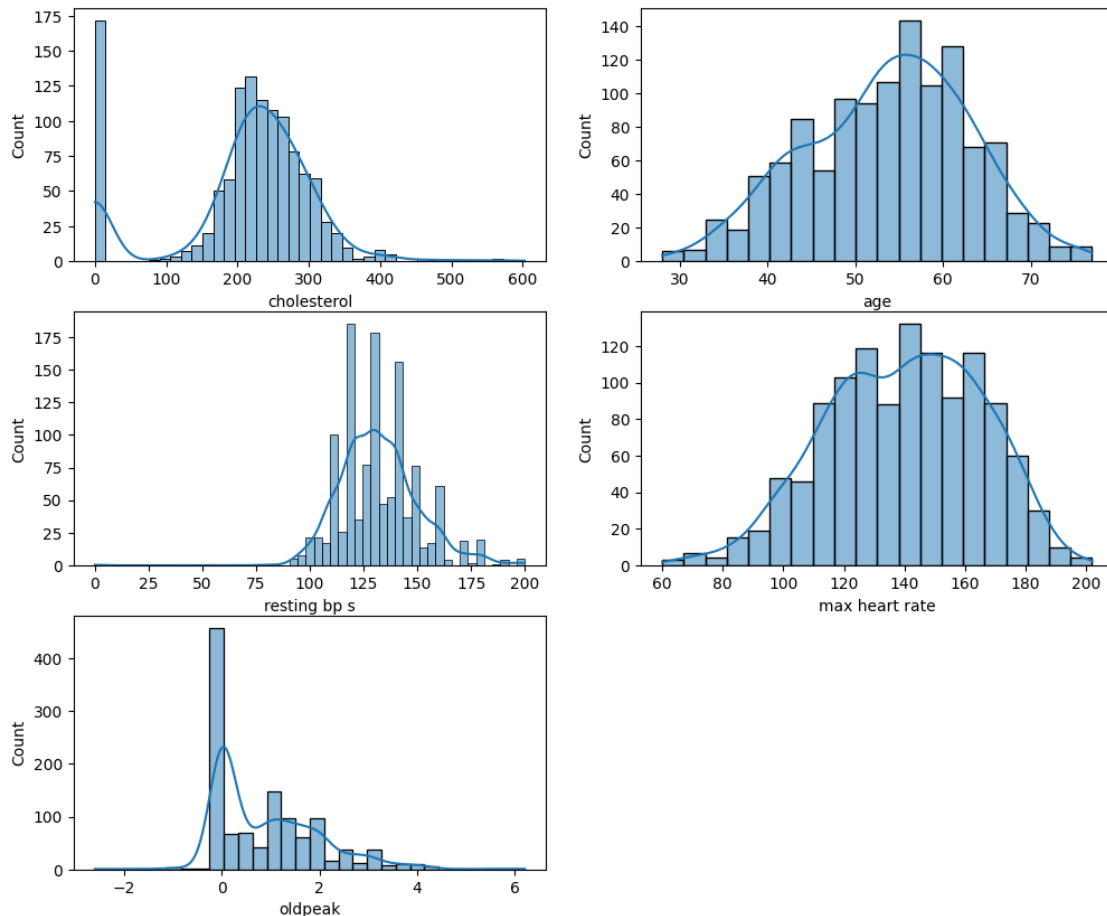 175
150
125
100
75
50
25
0
Count
0 100 200 300 400 500 600
cholesterol
140
120
100
80
60
40
20
0
Count
30 40 50 60 70
age
175
150
125
100
75
50
25
0
Count
0 25 50 75 100 125 150 175 200
resting bp s
120
100
80
60
40
20
0
Count
60 80 100 120 140 160 180 200
max heart rate
400
300
200
100
0
Count
−2 0 2 4 6
oldpeak